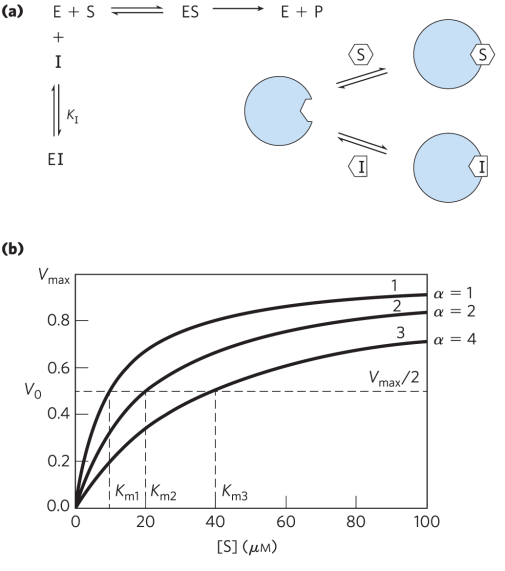 (a) E + S ⇌ ES ⟶ E + P
+
I
K_I
EI
S
S
I
I
(b)
V_max
0.8
0.6
V_0
0.4
0.2
0.0
1 α = 1
2 α = 2
3 α = 4
V_max/2
K_m1 K_m2 K_m3
0 20 40 60 80 100
[S] (μM)